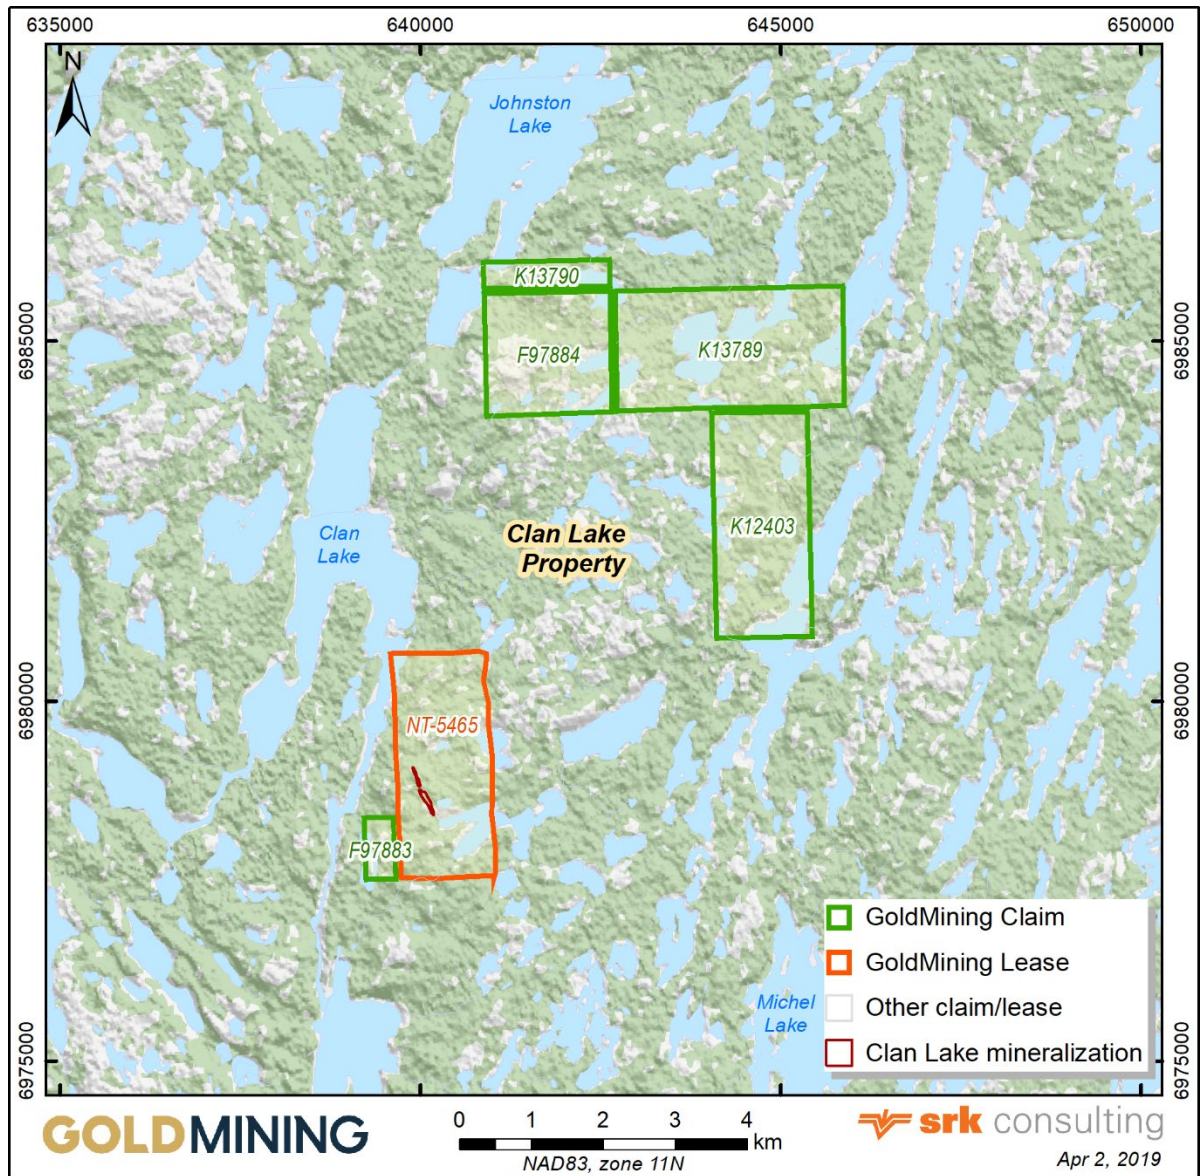 635000
640000
645000
650000
N
Johnston
Lake
K13790
6985000
F97884
K13789
6985000
Clan
Lake
Clan Lake
Property
K12403
6980000
NT-5465
6980000
F97883
GoldMining Claim
GoldMining Lease
Other claim/lease
Clan Lake mineralization
Michel
Lake
6975000
6975000
GOLDMINING
0 1 2 3 4
km
NAD83, zone 11N
srk consulting
Apr 2, 2019